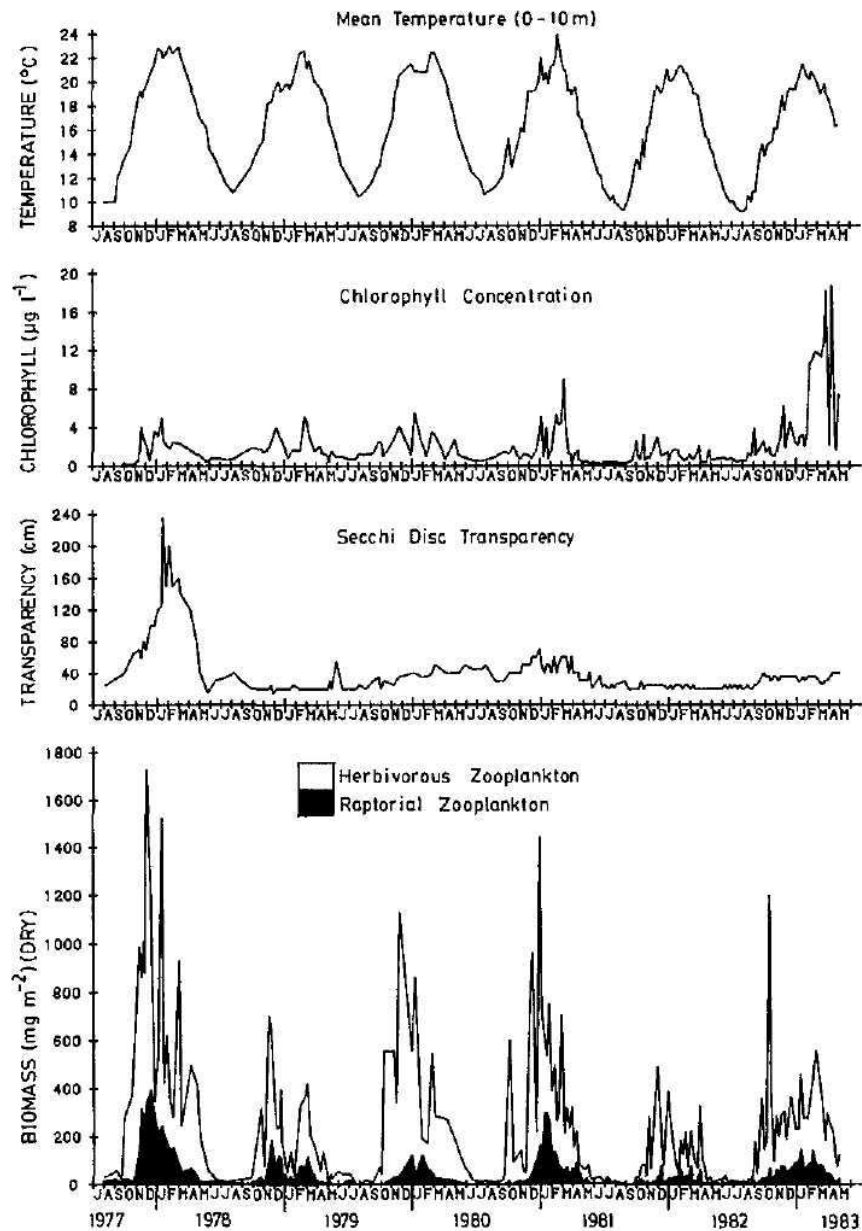 Mean Temperature (0-10m)
TEMPERATURE (°C)
24
22
20
18
16
14
12
10
8
JASONDJFMAMJJASONDJFMAMJJASONDJFMAMJJASONDJFMAMJJASONDJFMAMJJASONDJFMAM
Chlorophyll Concentration
CHLOROPHYLL (µg l⁻¹)
20
16
12
8
4
0
JASONDJFMAMJJASONDJFMAMJJASONDJFMAMJJASONDJFMAMJJASONDJFMAMJJASONDJFMAM
Secchi Disc Transparency
TRANSPARENCY (cm)
240
200
160
120
80
40
0
JASONDJFMAMJJASONDJFMAMJJASONDJFMAMJJASONDJFMAMJJASONDJFMAMJJASONDJFMAM
Herbivorous Zooplankton
Raptorial Zooplankton
BIOMASS (mg m⁻²) (DRY)
1800
1600
1400
1200
1000
800
600
400
200
0
JASONDJFMAMJJASONDJFMAMJJASONDJFMAMJJASONDJFMAMJJASONDJFMAMJJASONDJFMAM
1977 1978 1979 1980 1981 1982 1983